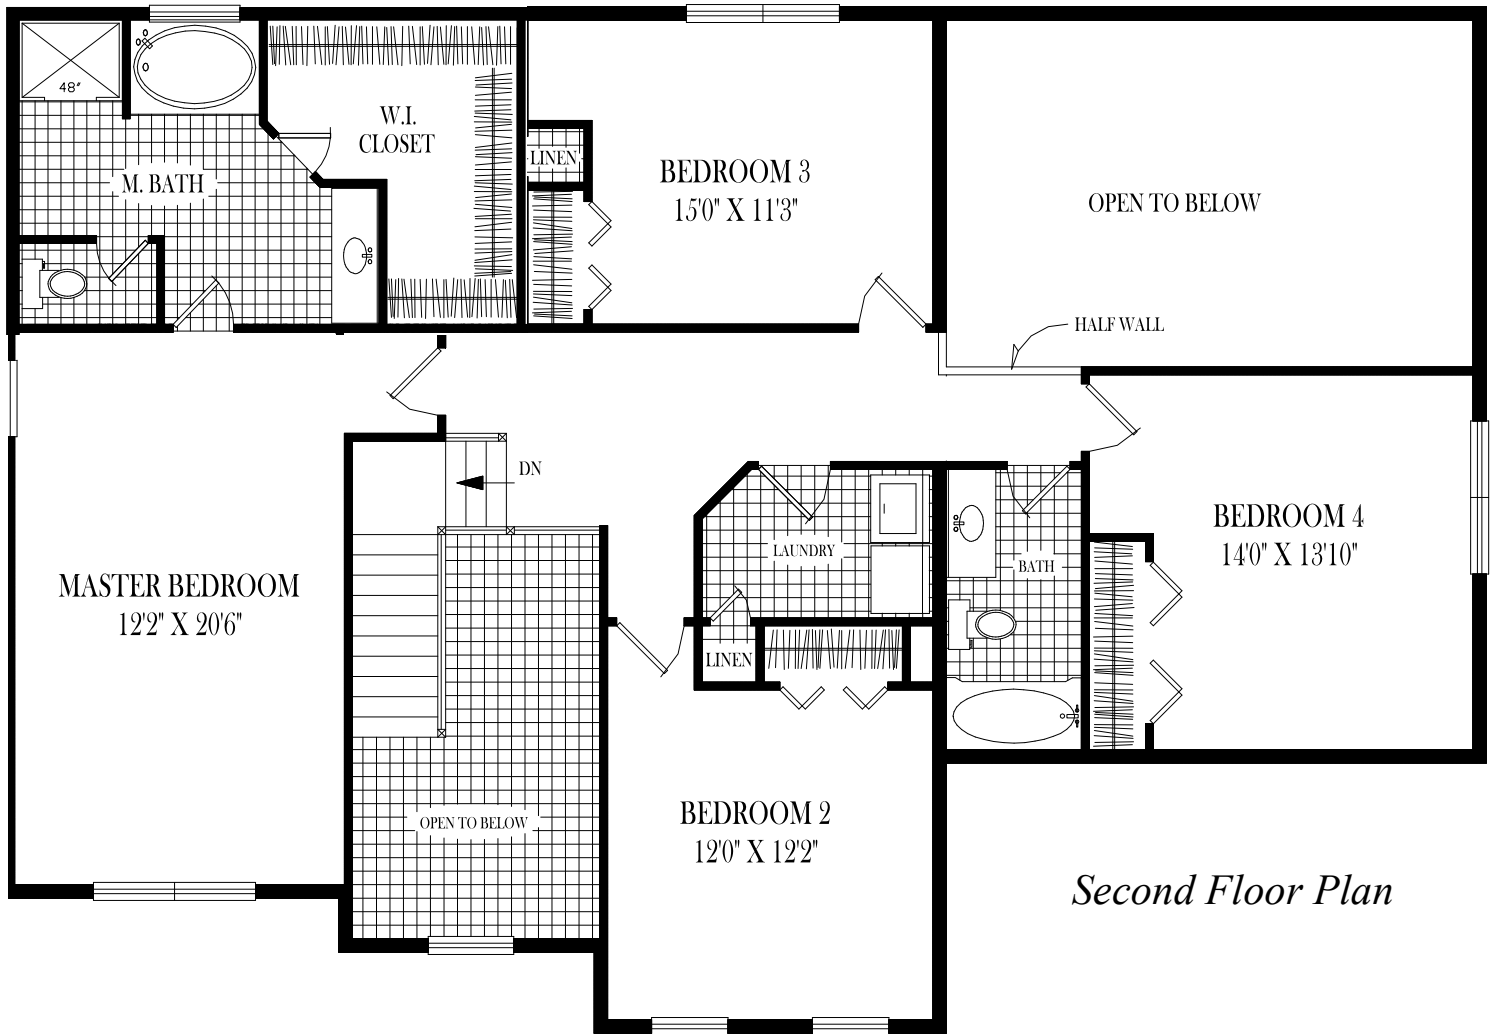 48"
W.I.
CLOSET
M. BATH
LINEN
BEDROOM 3
15'0" X 11'3"
OPEN TO BELOW
HALF WALL
DN
MASTER BEDROOM
12'2" X 20'6"
LAUNDRY
BATH
BEDROOM 4
14'0" X 13'10"
LINEN
OPEN TO BELOW
BEDROOM 2
12'0" X 12'2"
Second Floor Plan